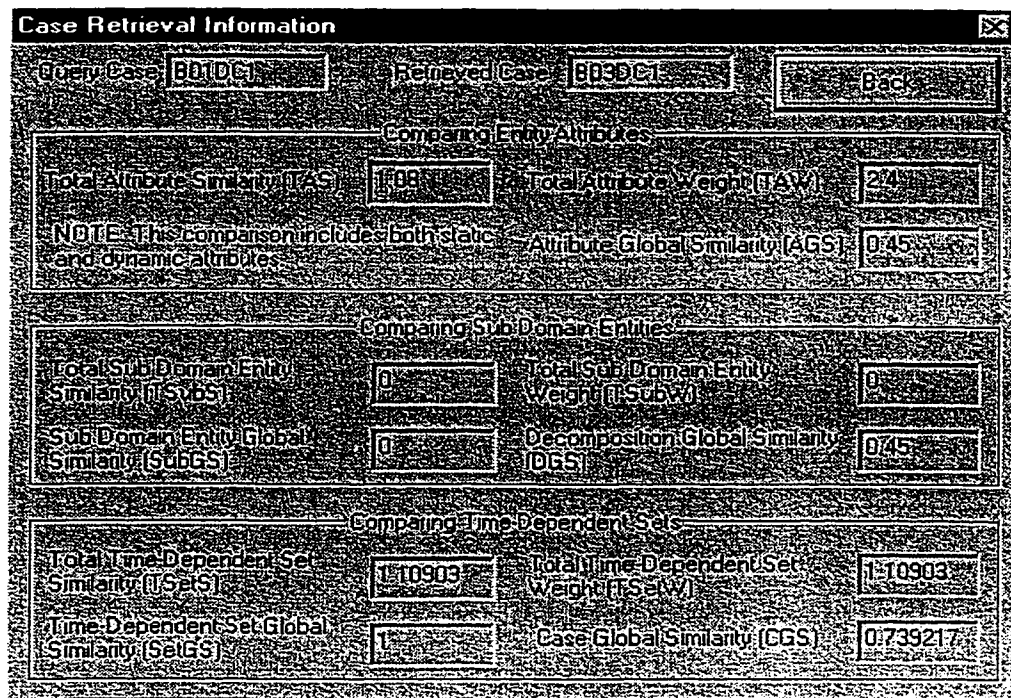 Case Retrieval Information
Query Case B01DC1 Retrieved Case B03DC1 Back
Comparing Entity Attributes
Total Attribute Similarity (TAS) 1.08 Total Attribute Weight (TAW) 2.4
NOTE: This comparison includes both static
and dynamic attributes
Attribute Global Similarity (AGS) 0.45
Comparing Sub Domain Entities
Total Sub Domain Entity
Similarity (TSubS) 0
Total Sub Domain Entity
Weight (TSubW) 0
Sub Domain Entity Global
Similarity (SubGS) 0
Decomposition Global Similarity
(DGS) 0.45
Comparing Time-Dependent Sets
Total Time-Dependent Set
Similarity (TSetS) 1.10903
Total Time-Dependent Set
Weight (TSetW) 1.10903
Time-Dependent Set Global
Similarity (SetGS) 1
Case Global Similarity (CGS) 0.739217